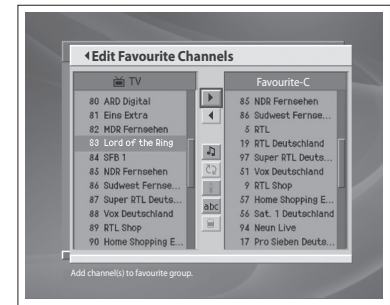 Edit Favourite Channels
TV
80 ARD Digital
81 Eins Extra
82 MDR Fernsehen
83 Lord of the Ring
84 SFB 1
85 NDR Fernsehen
86 Sudwest Fernse...
87 Super RTL Deuts...
88 Vox Deutschland
89 RTL Shop
90 Home Shopping E...
abc
Favourite-C
85 NDR Fernsehen
86 Sudwest Fernse...
5 RTL
19 RTL Deutschland
97 Super RTL Deuts...
51 Vox Deutschland
9 RTL Shop
57 Home Shopping E...
56 Sat. 1 Deutschland
94 Neun Live
17 Pro Sieben Deuts...
Add channel(s) to favourite group.